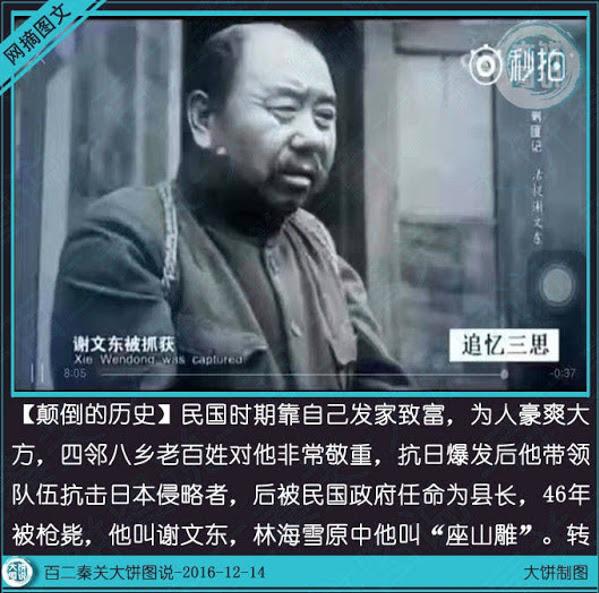 网摘图文
秒拍
活捉谢文东
谢文东被抓获
Xie Wendong was captured
追忆三思
8:05
-0:37
【颠倒的历史】民国时期靠自己发家致富，为人豪爽大
方，四邻八乡老百姓对他非常敬重，抗日爆发后他带领
队伍抗击日本侵略者，后被民国政府任命为县长，46年
被枪毙，他叫谢文东，林海雪原中他叫“座山雕”。转
百二秦关大饼图说-2016-12-14
大饼制图